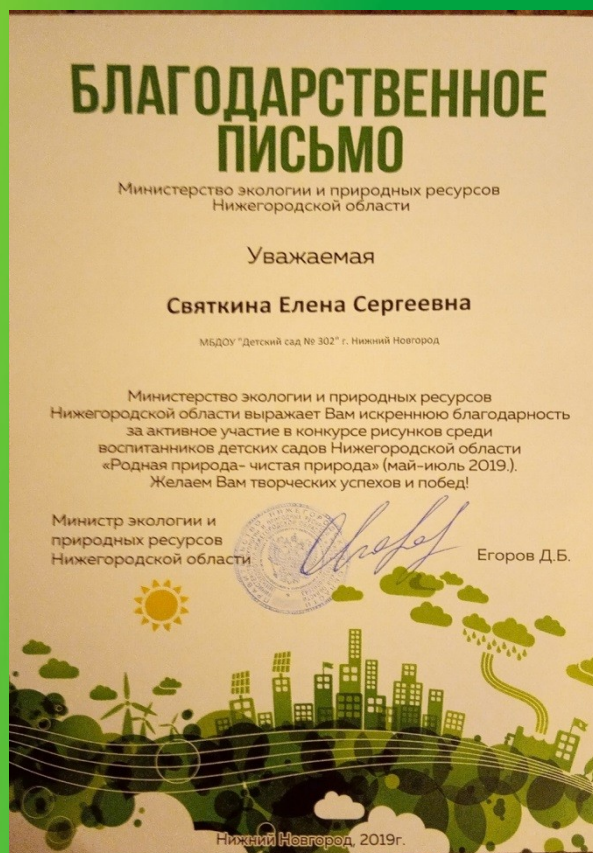 БЛАГОДАРСТВЕННОЕ
ПИСЬМО
Министерство экологии и природных ресурсов
Нижегородской области
Уважаемая
Святкина Елена Сергеевна
МБДОУ "Детский сад № 302" г. Нижний Новгород
Министерство экологии и природных ресурсов
Нижегородской области выражает Вам искреннюю благодарность
за активное участие в конкурсе рисунков среди
воспитанников детских садов Нижегородской области
«Родная природа- чистая природа» (май-июль 2019.).
Желаем Вам творческих успехов и побед!
Министр экологии и
природных ресурсов
Нижегородской области
Егоров Д.Б.
Нижний Новгород, 2019г.